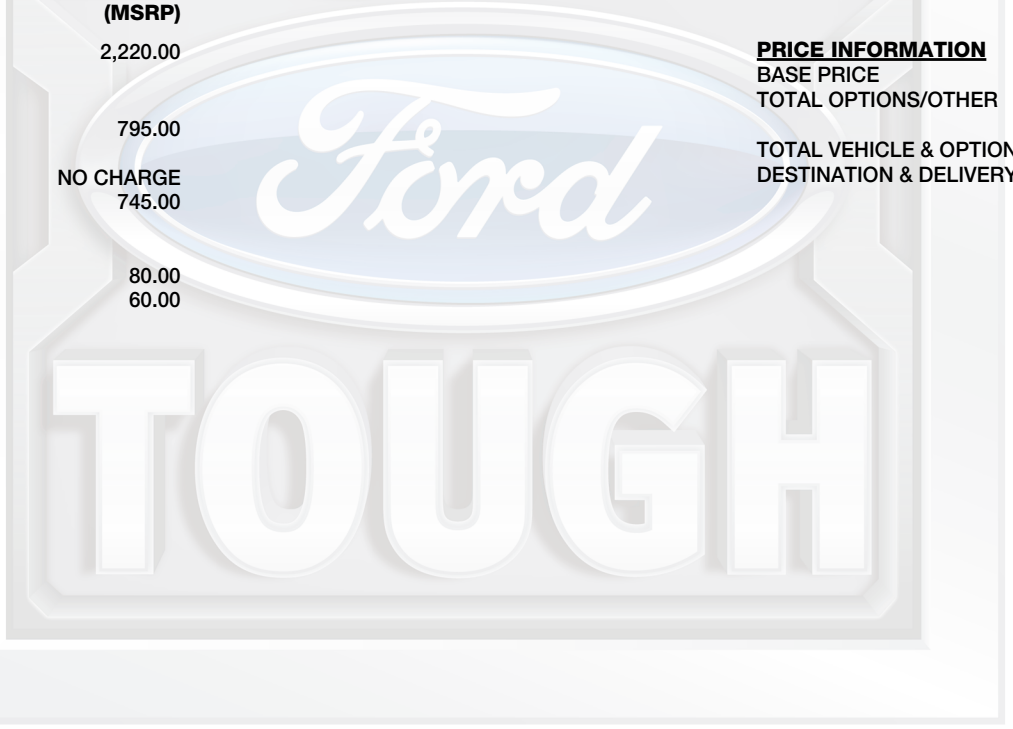 (MSRP)
2,220.00
795.00
NO CHARGE
745.00
80.00
60.00
PRICE INFORMATION
BASE PRICE
TOTAL OPTIONS/OTHER
TOTAL VEHICLE & OPTION
DESTINATION & DELIVERY
Ford
TOUGH